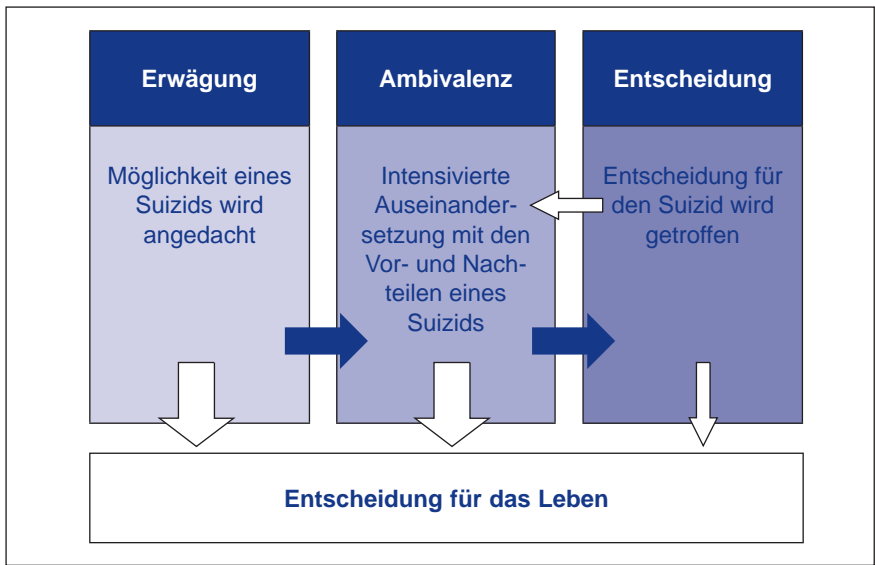 Erwägung
Möglichkeit eines
Suizids wird
angedacht
Ambivalenz
Intensivierte
Auseinander-
setzung mit den
Vor- und Nach-
teilen eines
Suizids
Entscheidung
Entscheidung für
den Suizid wird
getroffen
Entscheidung für das Leben